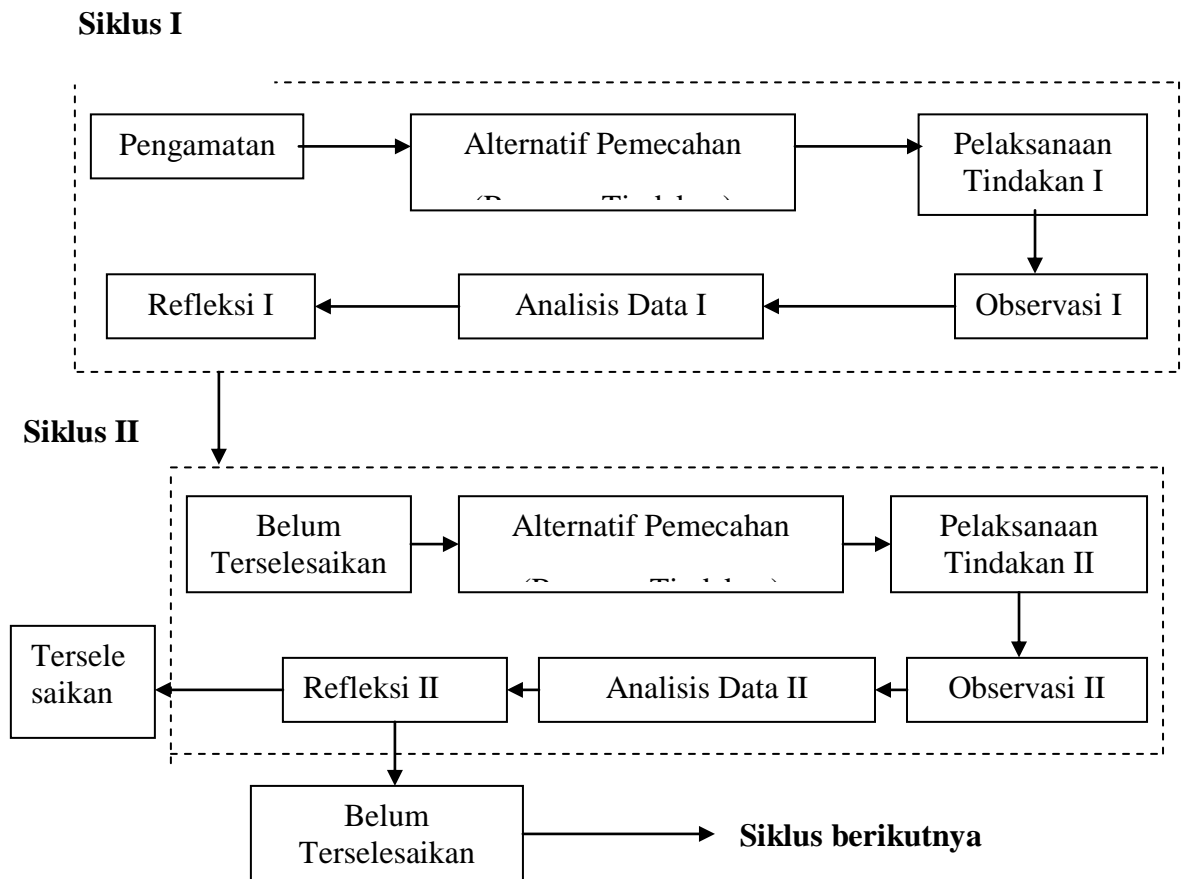 Siklus I
Pengamatan
Alternatif Pemecahan
Pelaksanaan
Tindakan I
Refleksi I
Analisis Data I
Observasi I
Siklus II
Belum
Terselesaikan
Alternatif Pemecahan
Pelaksanaan
Tindakan II
Tersele
saikan
Refleksi II
Analisis Data II
Observasi II
Belum
Terselesaikan
Siklus berikutnya